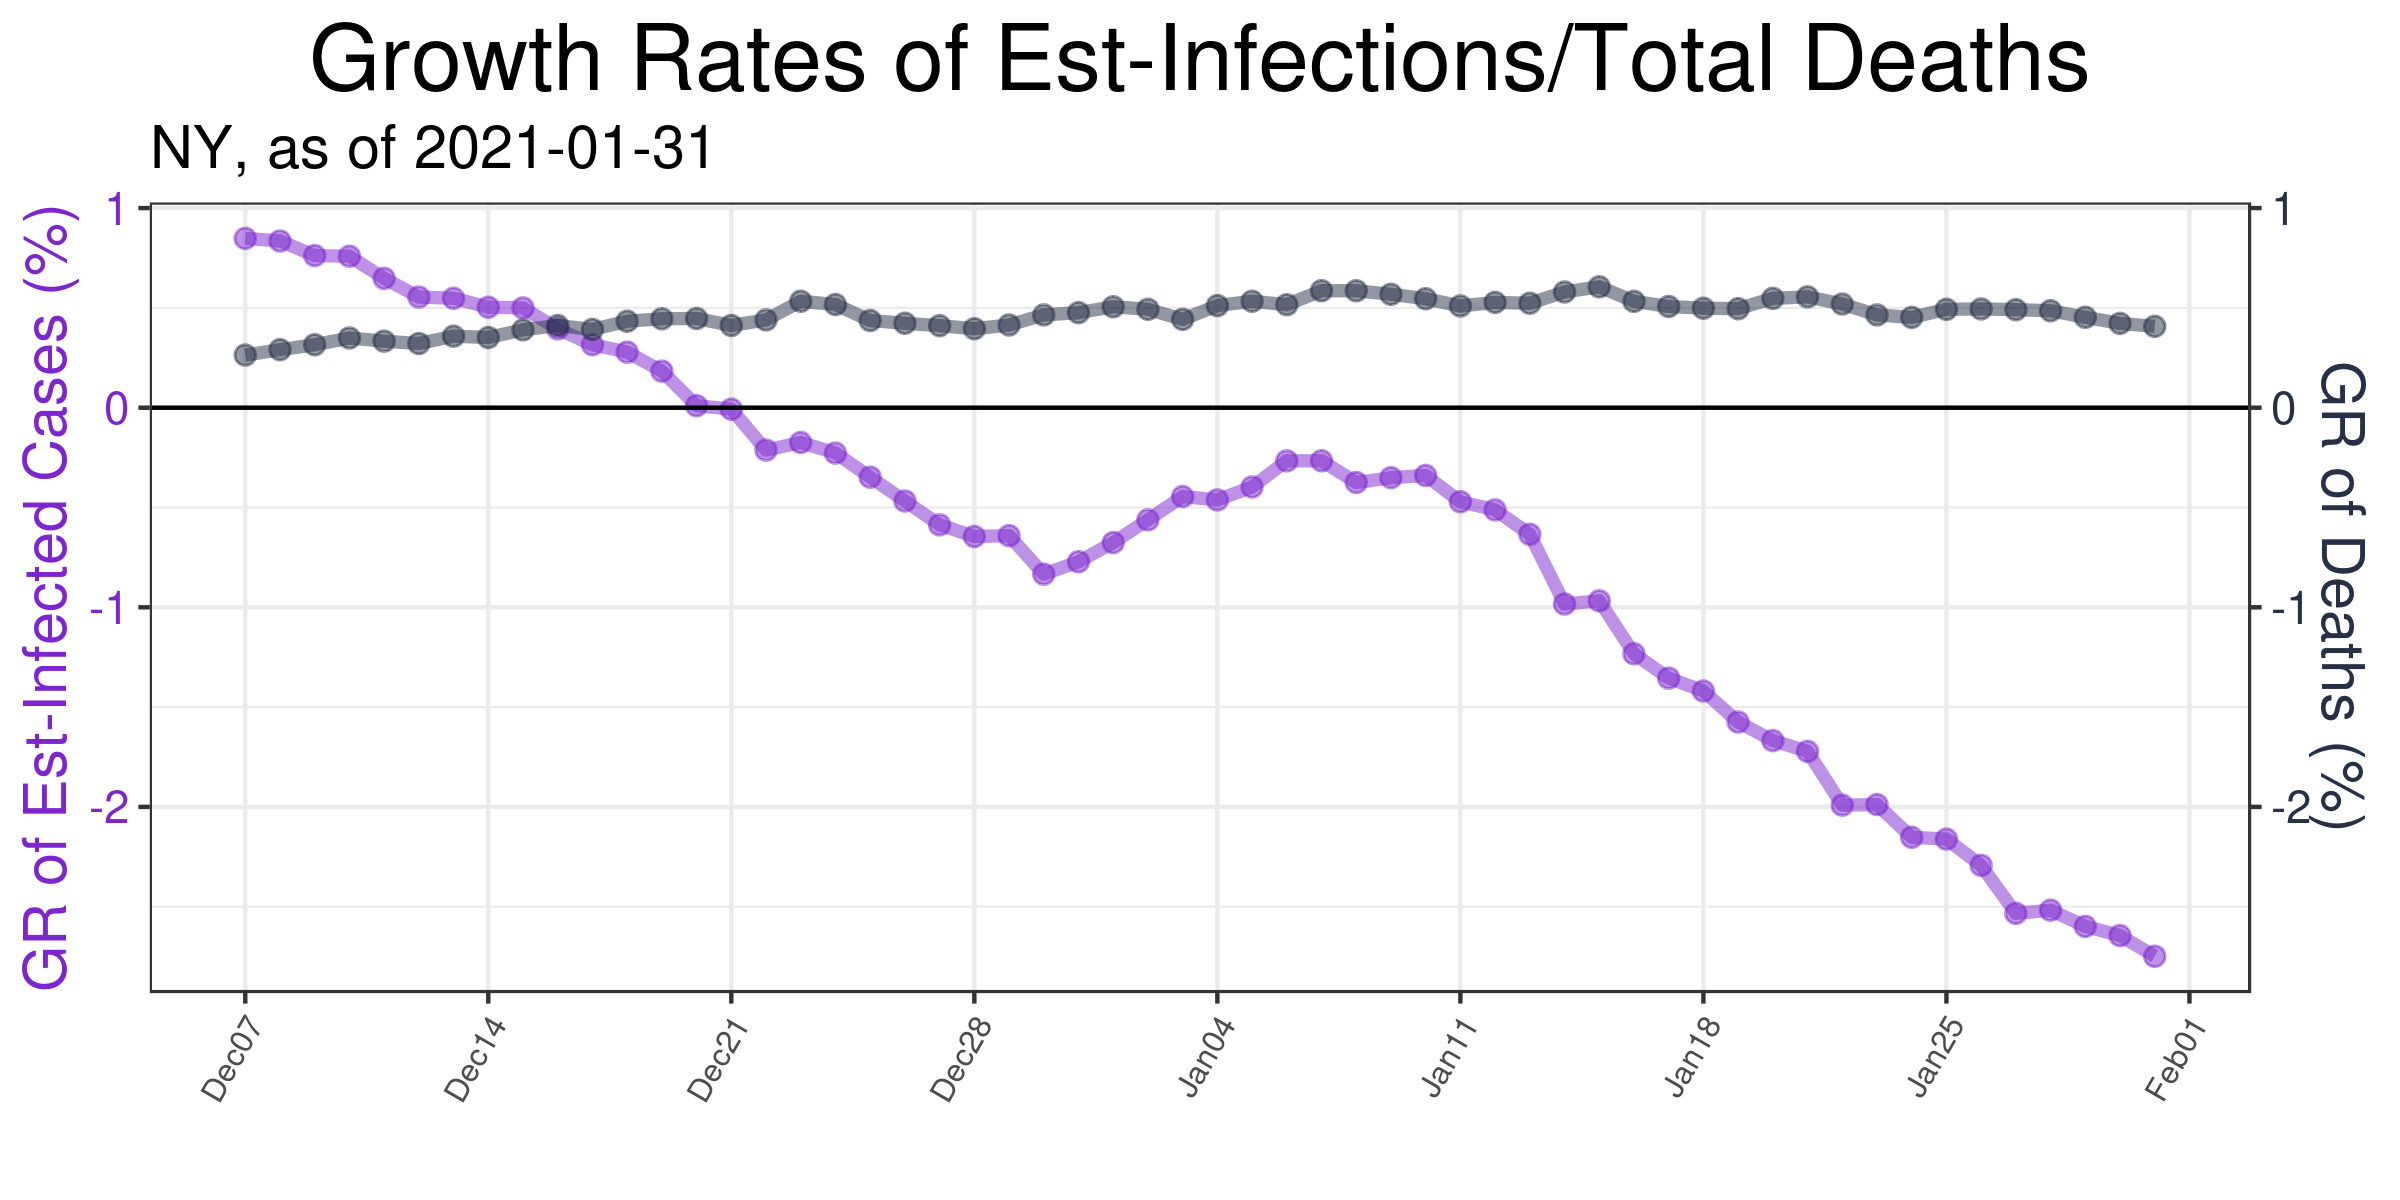 Growth Rates of Est-Infections/Total Deaths
NY, as of 2021-01-31
GR of Est-Infected Cases (%)
1
0
-1
-2
1
0
-1
-2
GR of Deaths (%)
Dec07
Dec14
Dec21
Dec28
Jan04
Jan11
Jan18
Jan25
Feb01